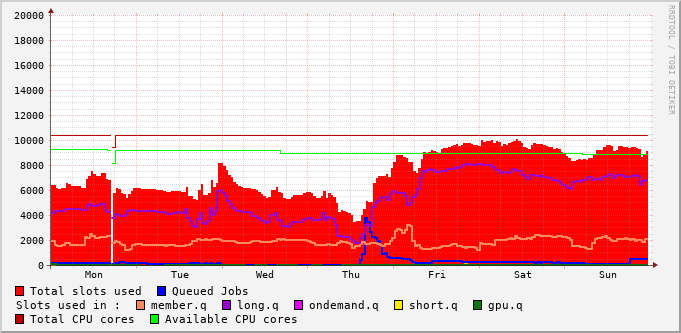 RRDTOOL / TOBI OETIKER
20000
18000
16000
14000
12000
10000
8000
6000
4000
2000
0
Mon Tue Wed Thu Fri Sat Sun
Total slots used Queued Jobs
Slots used in : member.q long.q ondemand.q short.q gpu.q
Total CPU cores Available CPU cores